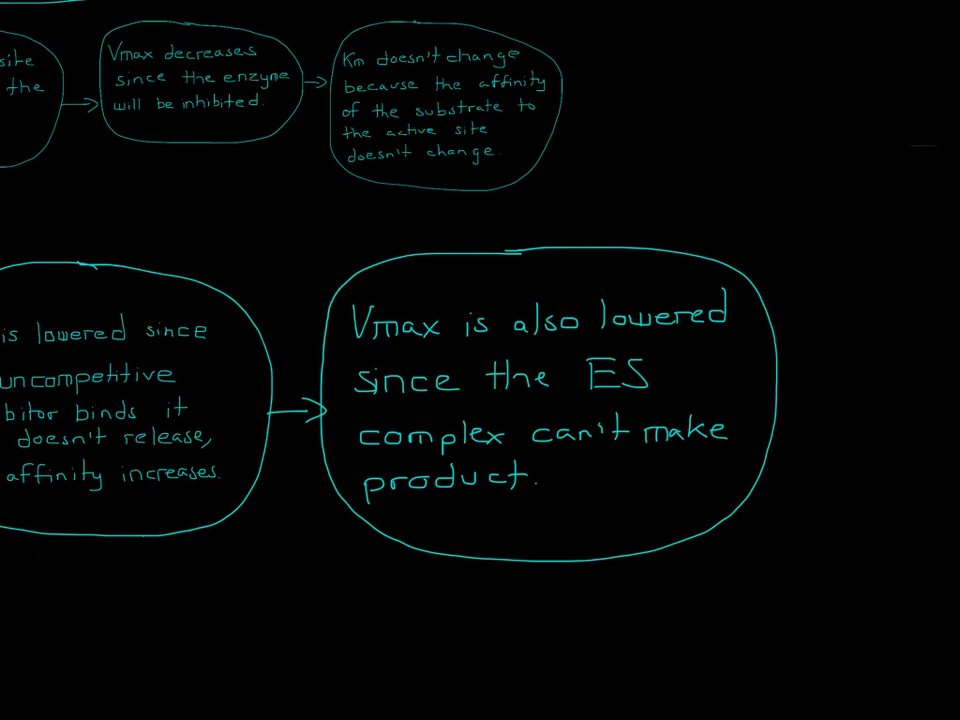 site
the
Vmax decreases
since the enzyme
will be inhibited.
Km doesn't change
because the affinity
of the substrate to
the active site
doesn't change.
is lowered since
uncompetitive
bitor binds it
doesn't release,
affinity increases.
Vmax is also lowered
since the ES
complex can't make
product.